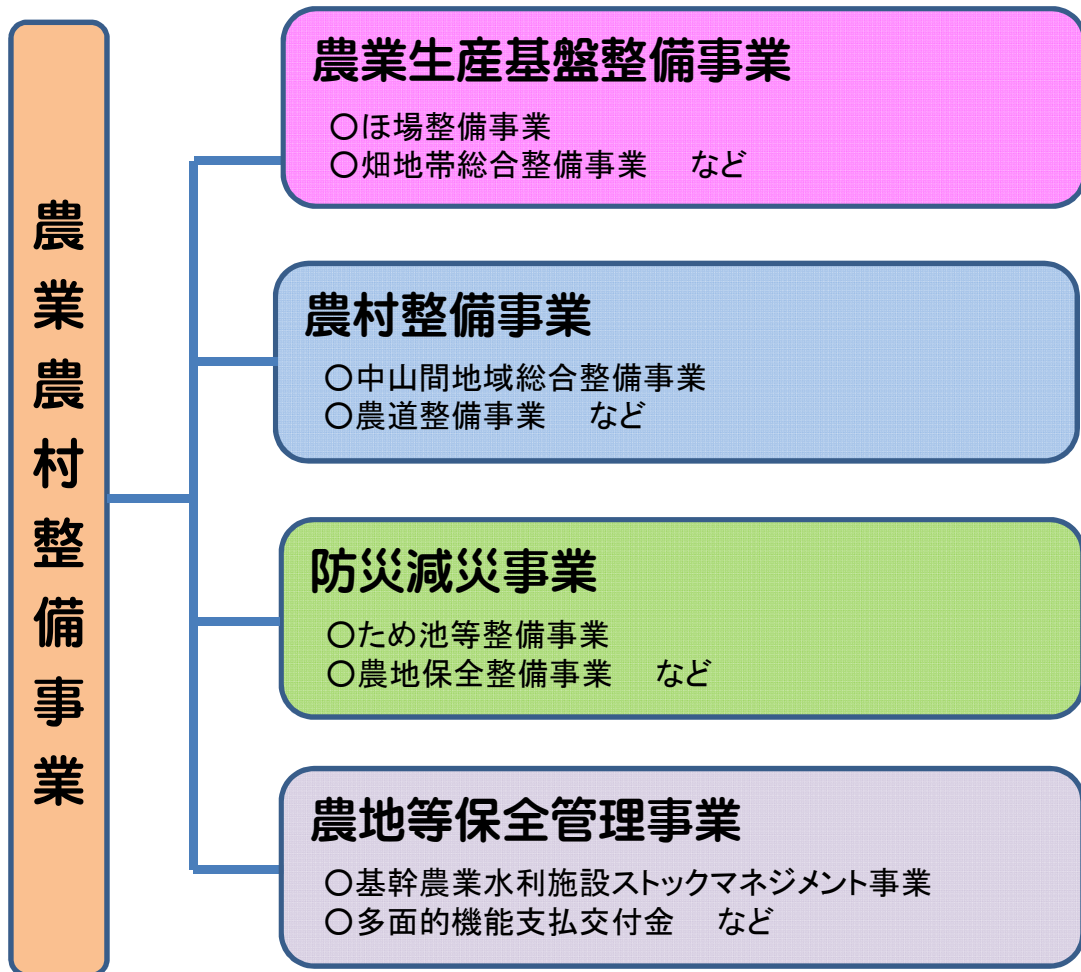 農業農村整備事業
農業生産基盤整備事業
○ほ場整備事業
○畑地帯総合整備事業 など
農村整備事業
○中山間地域総合整備事業
○農道整備事業 など
防災減災事業
○ため池等整備事業
○農地保全整備事業 など
農地等保全管理事業
○基幹農業水利施設ストックマネジメント事業
○多面的機能支払交付金 など